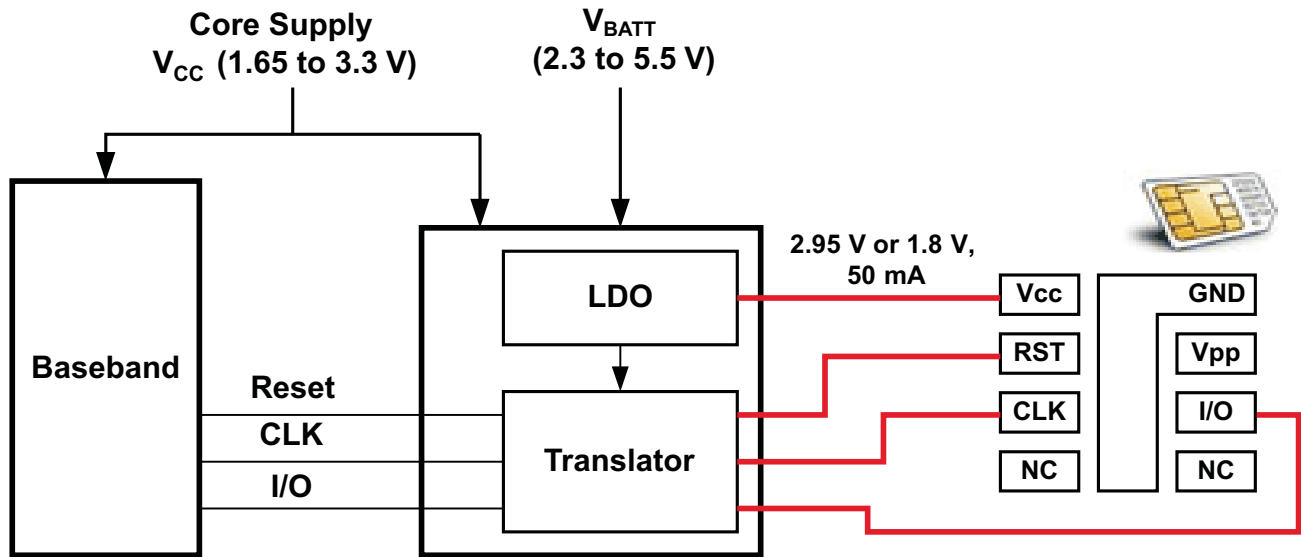 Core Supply
VCC (1.65 to 3.3 V)
VBATT
(2.3 to 5.5 V)
Baseband
Reset
CLK
I/O
LDO
Translator
2.95 V or 1.8 V,
50 mA
Vcc
RST
CLK
NC
GND
Vpp
I/O
NC